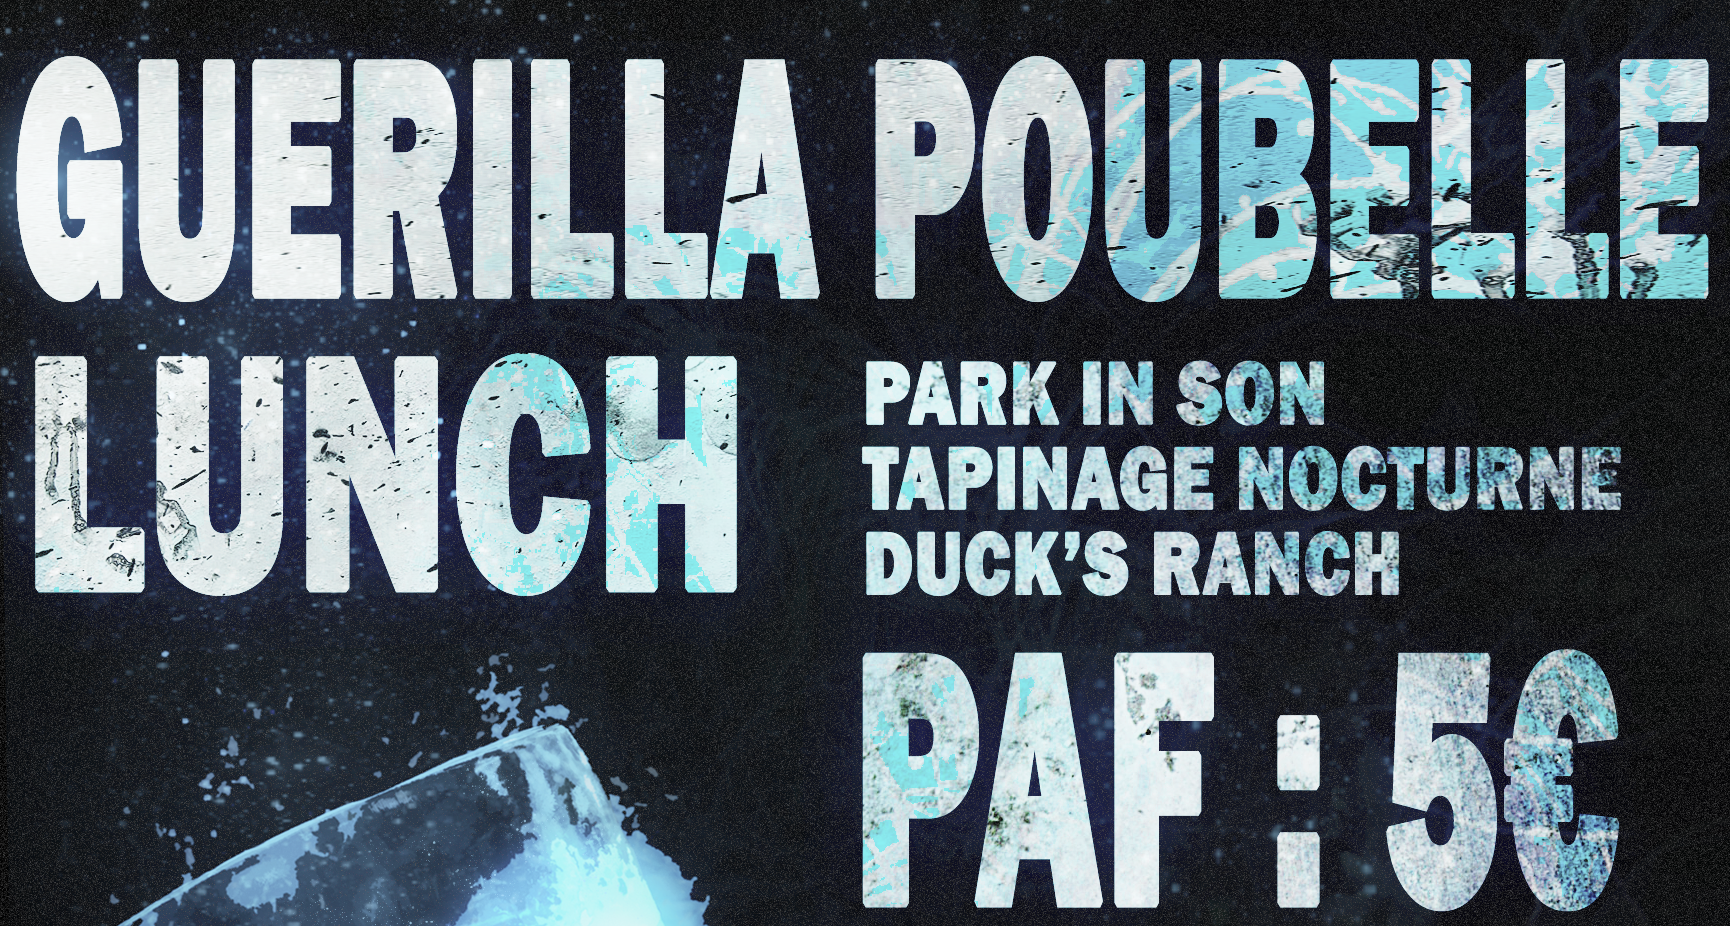 GUERILLA POUBELLE
LUNCH
PARK IN SON
TAPINAGE NOCTURNE
DUCK’S RANCH
PAF : 5€